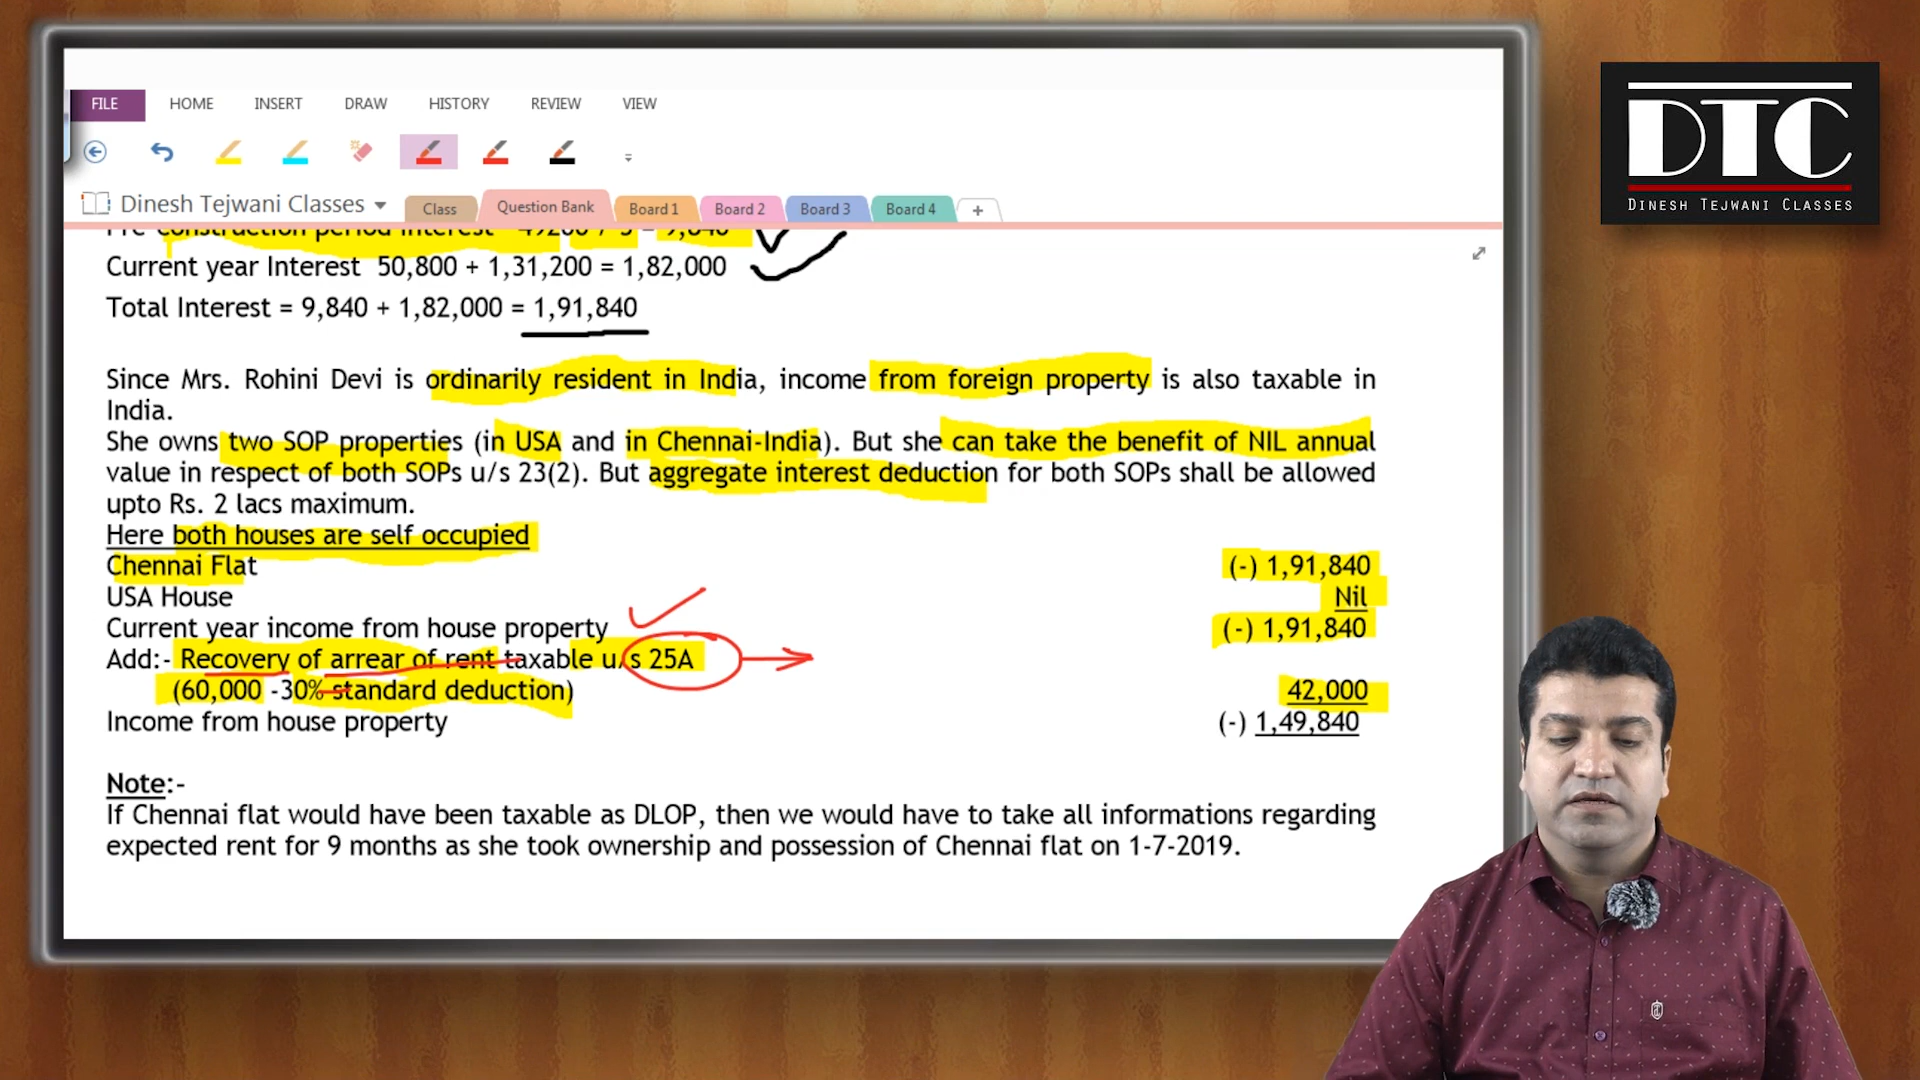 FILE HOME INSERT DRAW HISTORY REVIEW VIEW
Dinesh Tejwani Classes Class Question Bank Board 1 Board 2 Board 3 Board 4 +
DTC
DINESH TEJWANI CLASSES
construction period interest
Current year Interest 50,800 + 1,31,200 = 1,82,000
Total Interest = 9,840 + 1,82,000 = 1,91,840
Since Mrs. Rohini Devi is ordinarily resident in India, income from foreign property is also taxable in
India.
She owns two SOP properties (in USA and in Chennai-India). But she can take the benefit of NIL annual
value in respect of both SOPs u/s 23(2). But aggregate interest deduction for both SOPs shall be allowed
upto Rs. 2 lacs maximum.
Here both houses are self occupied
Chennai Flat (-) 1,91,840
USA House Nil
Current year income from house property (-) 1,91,840
Add:- Recovery of arrear of rent taxable u/s 25A
(60,000 -30% standard deduction) 42,000
Income from house property (-) 1,49,840
Note:-
If Chennai flat would have been taxable as DLOP, then we would have to take all informations regarding
expected rent for 9 months as she took ownership and possession of Chennai flat on 1-7-2019.